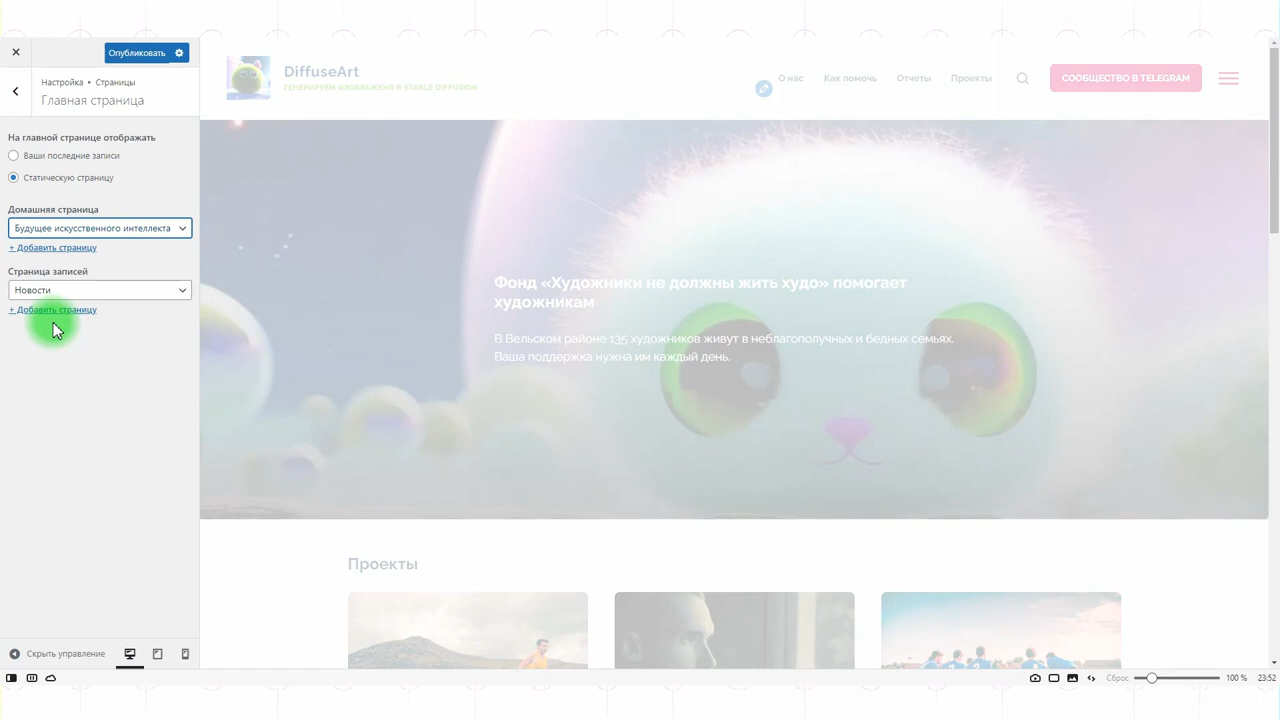 Опубликовать
Настройка ▸ Страницы
Главная страница
На главной странице отображать
Ваши последние записи
Статическую страницу
Домашняя страница
Будущее искусственного интеллекта
+ Добавить страницу
Страница записей
Новости
+ Добавить страницу
Скрыть управление
DiffuseArt
ГЕНЕРИРУЕМ ИЗОБРАЖЕНЯ В STABLE DIFFUSION
О нас Как помочь Отчеты Проекты
СООБЩЕСТВО В TELEGRAM
Фонд «Художники не должны жить худо» помогает
художникам
В Вельском районе 135 художников живут в неблагополучных и бедных семьях.
Ваша поддержка нужна им каждый день.
Проекты
Сброс 100 % 23:52